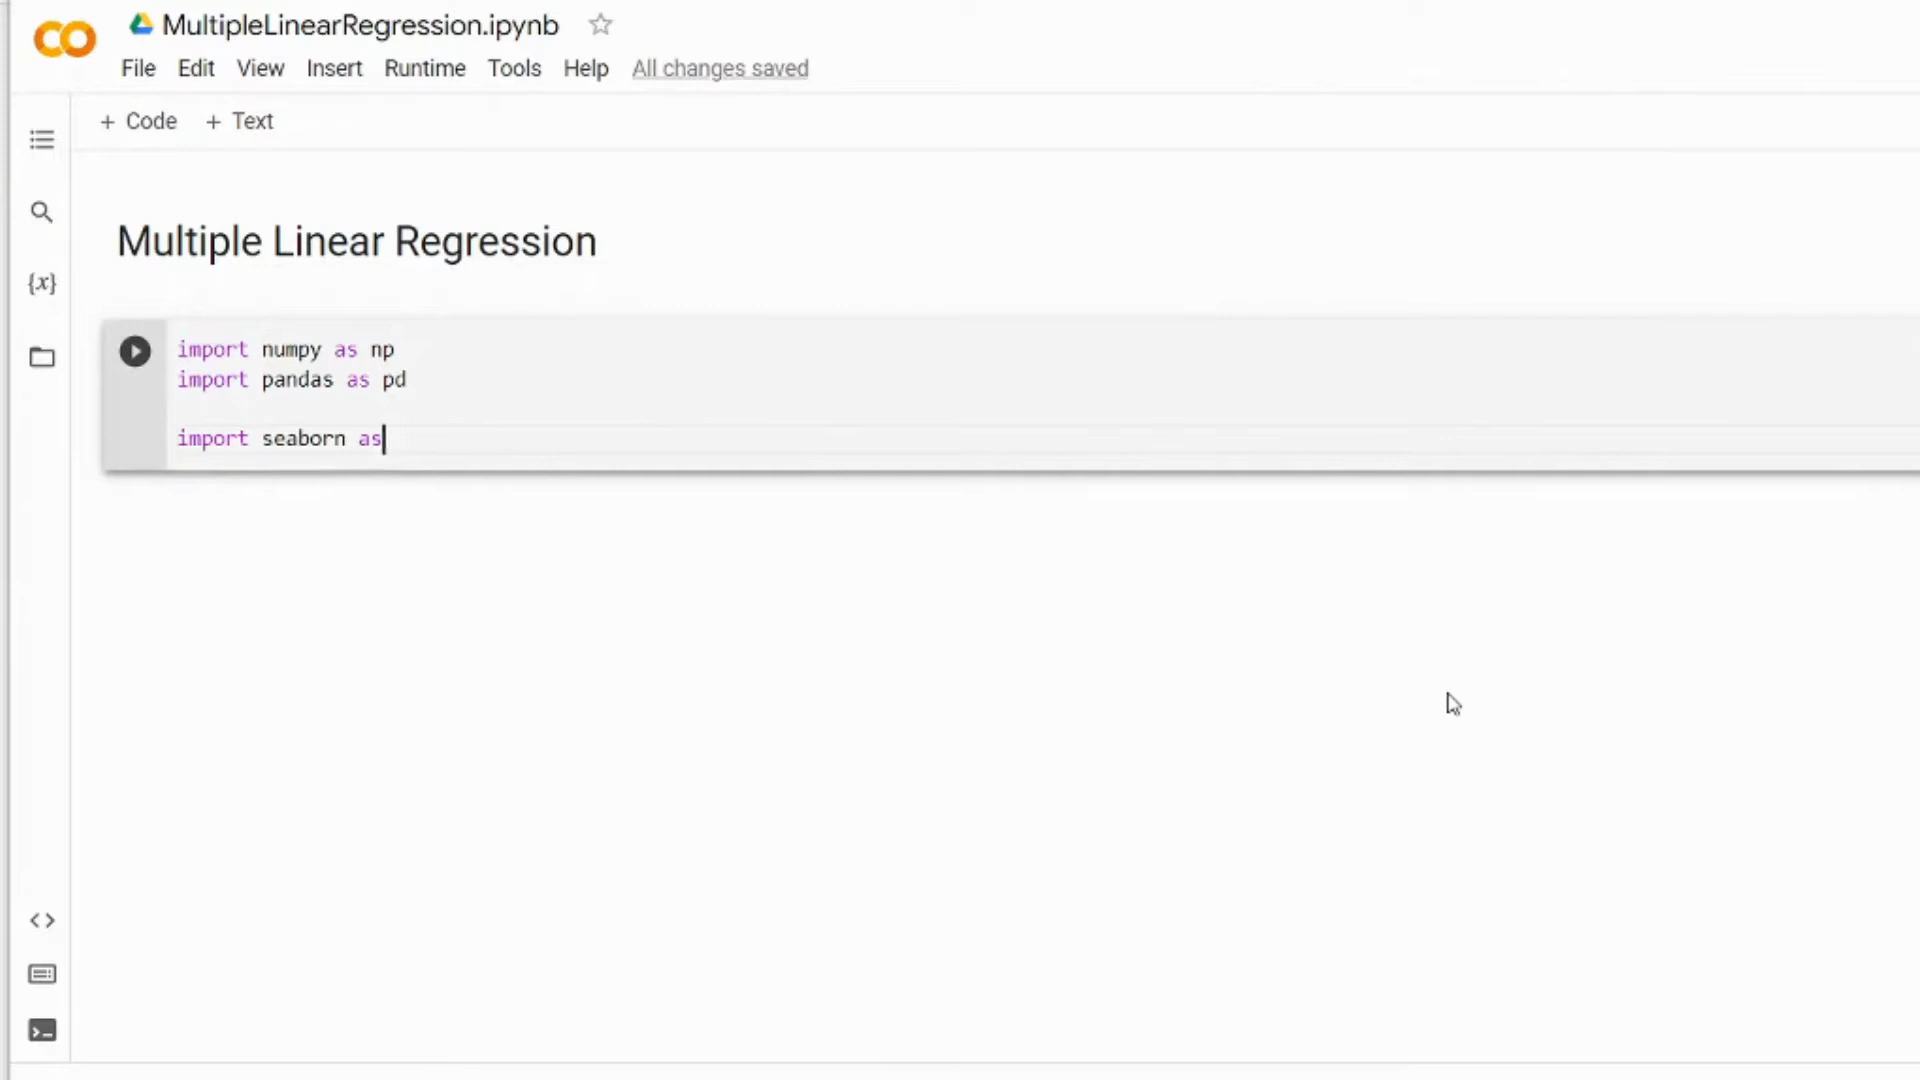 MultipleLinearRegression.ipynb
File Edit View Insert Runtime Tools Help All changes saved
+ Code + Text
{x}
Multiple Linear Regression
import numpy as np
import pandas as pd
import seaborn as